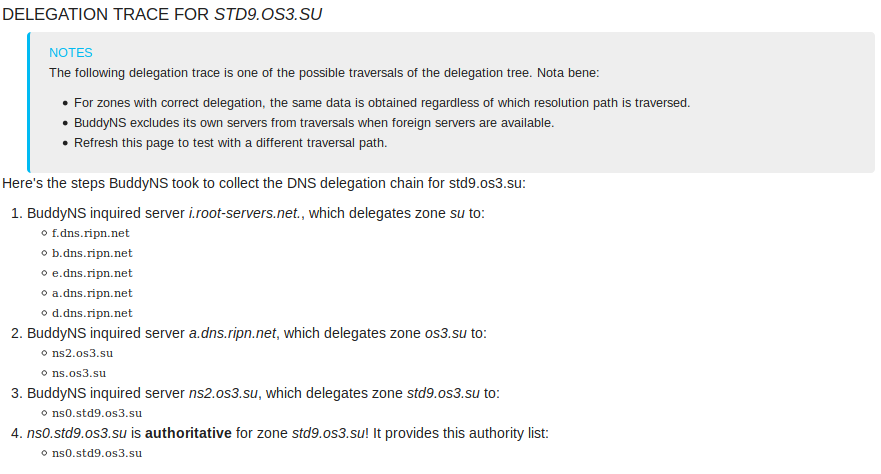 DELEGATION TRACE FOR STD9.OS3.SU
NOTES
The following delegation trace is one of the possible traversals of the delegation tree. Nota bene:
• For zones with correct delegation, the same data is obtained regardless of which resolution path is traversed.
• BuddyNS excludes its own servers from traversals when foreign servers are available.
• Refresh this page to test with a different traversal path.
Here's the steps BuddyNS took to collect the DNS delegation chain for std9.os3.su:
1. BuddyNS inquired server i.root-servers.net., which delegates zone su to:
◦ f.dns.ripn.net
◦ b.dns.ripn.net
◦ e.dns.ripn.net
◦ a.dns.ripn.net
◦ d.dns.ripn.net
2. BuddyNS inquired server a.dns.ripn.net, which delegates zone os3.su to:
◦ ns2.os3.su
◦ ns.os3.su
3. BuddyNS inquired server ns2.os3.su, which delegates zone std9.os3.su to:
◦ ns0.std9.os3.su
4. ns0.std9.os3.su is authoritative for zone std9.os3.su! It provides this authority list:
◦ ns0.std9.os3.su